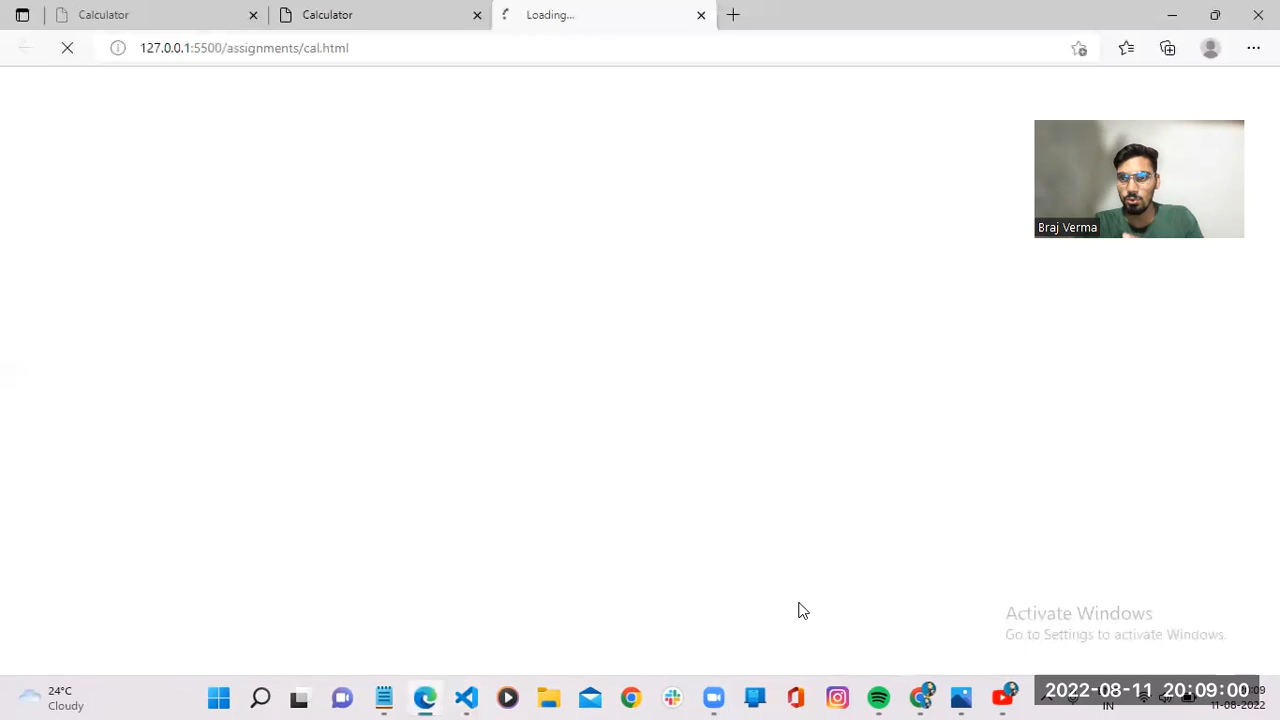 Calculator
Calculator
Loading...
127.0.0.1:5500/assignments/cal.html
Braj Verma
Activate Windows
Go to Settings to activate Windows.
24°C
Cloudy
2022-08-11 20:09:00
:09
IN
11-08-2022